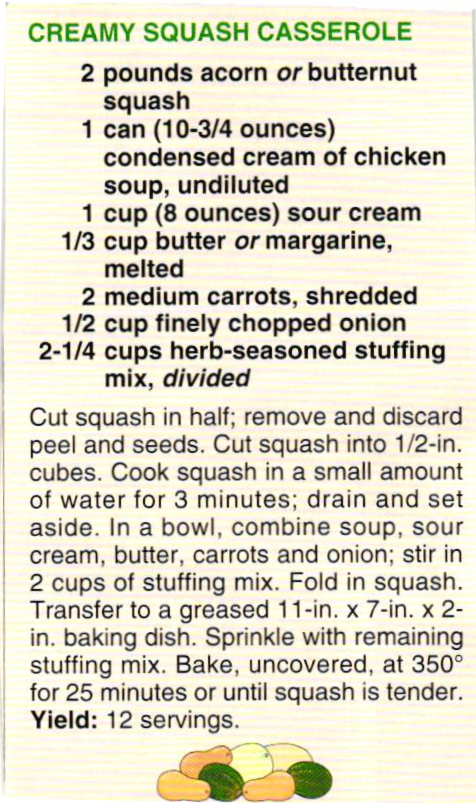 CREAMY SQUASH CASSEROLE
2 pounds acorn or butternut
squash
1 can (10-3/4 ounces)
condensed cream of chicken
soup, undiluted
1 cup (8 ounces) sour cream
1/3 cup butter or margarine,
melted
2 medium carrots, shredded
1/2 cup finely chopped onion
2-1/4 cups herb-seasoned stuffing
mix, divided
Cut squash in half; remove and discard
peel and seeds. Cut squash into 1/2-in.
cubes. Cook squash in a small amount
of water for 3 minutes; drain and set
aside. In a bowl, combine soup, sour
cream, butter, carrots and onion; stir in
2 cups of stuffing mix. Fold in squash.
Transfer to a greased 11-in. x 7-in. x 2-
in. baking dish. Sprinkle with remaining
stuffing mix. Bake, uncovered, at 350°
for 25 minutes or until squash is tender.
Yield: 12 servings.